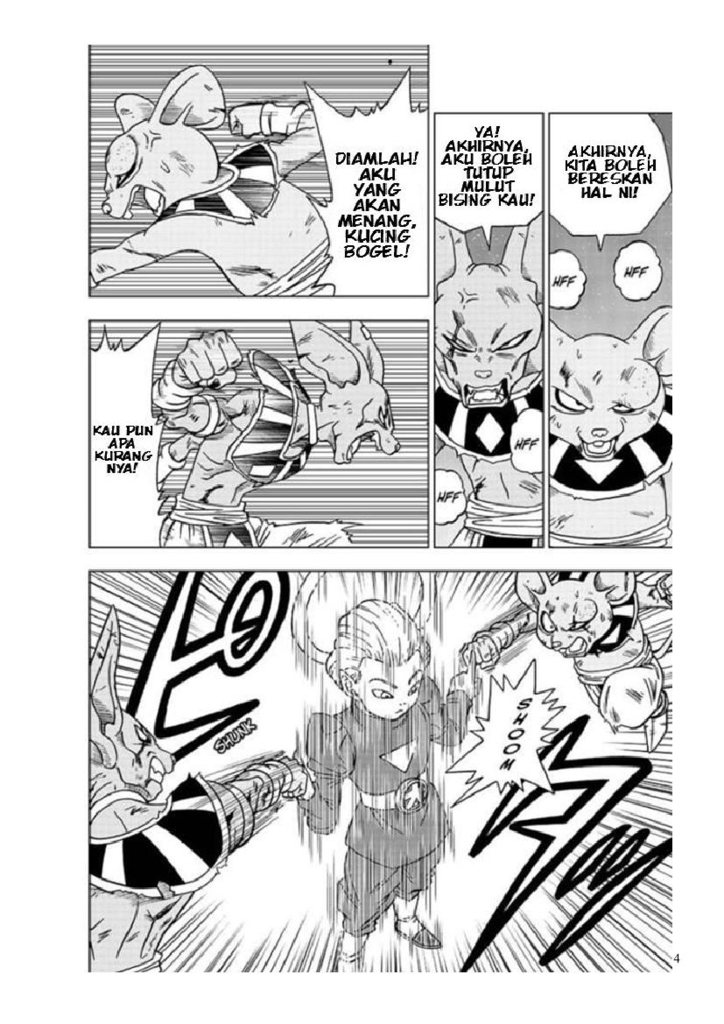 AKHIRNYA,
KITA BOLEH
BERESKAN
HAL NI!
HFF
HFF
YA!
AKHIRNYA,
AKU BOLEH
TUTUP
MULUT
BISING KAU!
HFF
HFF
DIAMLAH!
AKU
YANG
AKAN
MENANG,
KUCING
BOGEL!
KAU PUN
APA
KURANG
NYA!
SHOOM
SHUNK
4